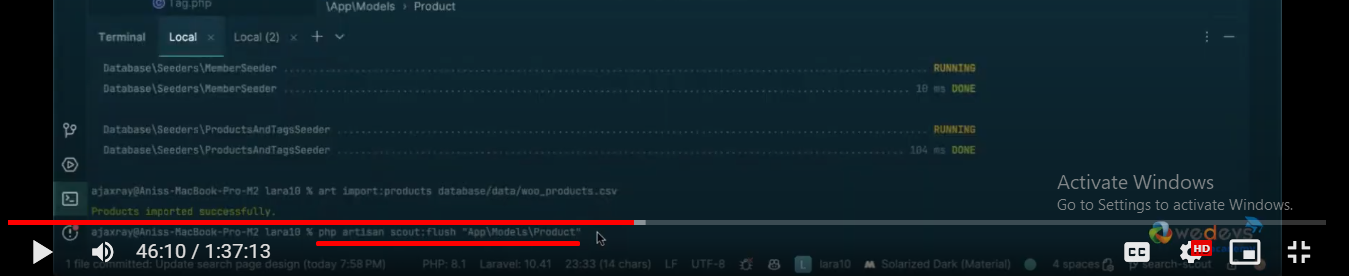 Tag.php
\App\Models › Product
Terminal Local × Local (2) ×
Database\Seeders\MemberSeeder RUNNING
Database\Seeders\MemberSeeder 10 ms DONE
Database\Seeders\ProductsAndTagsSeeder RUNNING
Database\Seeders\ProductsAndTagsSeeder 104 ms DONE
ajaxray@Aniss-MacBook-Pro-M2 lara10 % art import:products database/data/woo_products.csv
Products imported successfully.
ajaxray@Aniss-MacBook-Pro-M2 lara10 % php artisan scout:flush "App\Models\Product"
Activate Windows
Go to Settings to activate Windows.
wedevs
46:10 / 1:37:13
CC
HD
1 file committed: Update search page design (today 7:58 PM) PHP: 8.1 Laravel: 10.41 23:33 (14 chars) LF UTF-8 L lara10 Solarized Dark (Material) 4 spaces search-scout